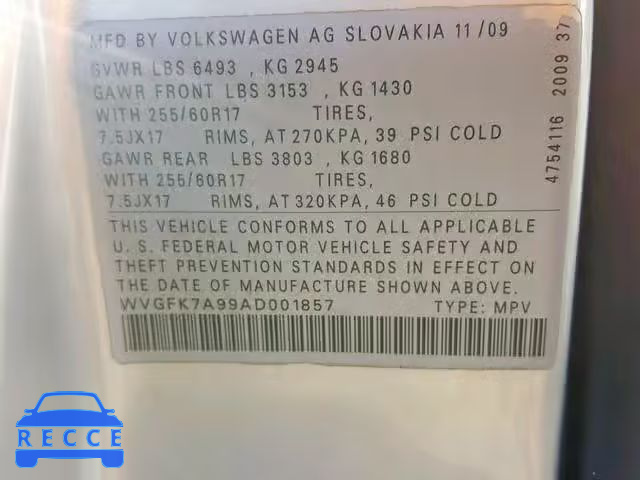 MFD BY VOLKSWAGEN AG SLOVAKIA 11/09
GVWR LBS 6493 , KG 2945
GAWR FRONT LBS 3153 , KG 1430
WITH 255/60R17 TIRES,
7.5JX17 RIMS, AT 270KPA, 39 PSI COLD
GAWR REAR LBS 3803 , KG 1680
WITH 255/60R17 TIRES,
7.5JX17 RIMS, AT 320KPA, 46 PSI COLD
THIS VEHICLE CONFORMS TO ALL APPLICABLE
U. S. FEDERAL MOTOR VEHICLE SAFETY AND
THEFT PREVENTION STANDARDS IN EFFECT ON
THE DATE OF MANUFACTURE SHOWN ABOVE.
WVGFK7A99AD001857 TYPE: MPV
4754116 2009 37
RECCE